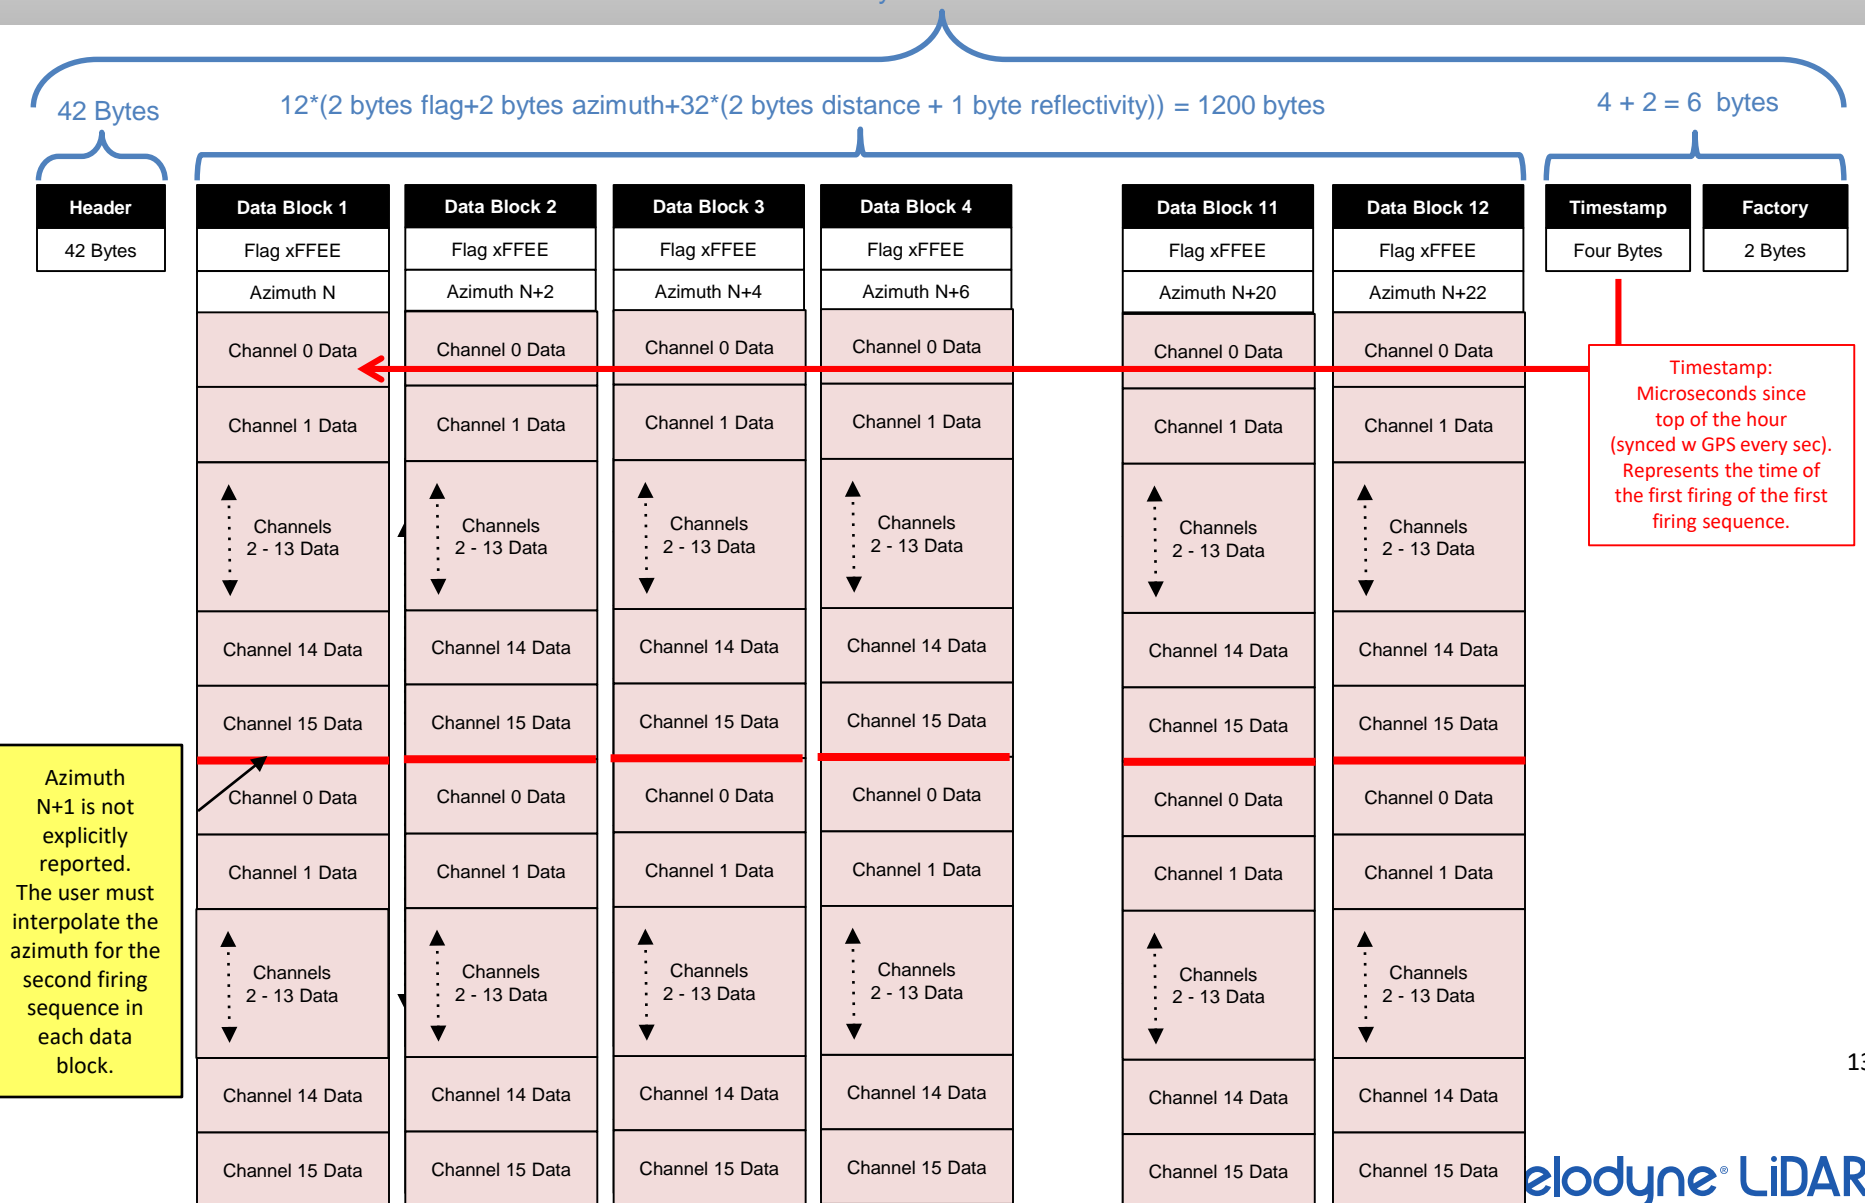 42 Bytes
12*(2 bytes flag+2 bytes azimuth+32*(2 bytes distance + 1 byte reflectivity)) = 1200 bytes
4 + 2 = 6 bytes
Header
42 Bytes
Data Block 1
Flag xFFEE
Azimuth N
Channel 0 Data
Channel 1 Data
Channels
2 - 13 Data
Channel 14 Data
Channel 15 Data
Channel 0 Data
Channel 1 Data
Channels
2 - 13 Data
Channel 14 Data
Channel 15 Data
Data Block 2
Flag xFFEE
Azimuth N+2
Channel 0 Data
Channel 1 Data
Channels
2 - 13 Data
Channel 14 Data
Channel 15 Data
Channel 0 Data
Channel 1 Data
Channels
2 - 13 Data
Channel 14 Data
Channel 15 Data
Data Block 3
Flag xFFEE
Azimuth N+4
Channel 0 Data
Channel 1 Data
Channels
2 - 13 Data
Channel 14 Data
Channel 15 Data
Channel 0 Data
Channel 1 Data
Channels
2 - 13 Data
Channel 14 Data
Channel 15 Data
Data Block 4
Flag xFFEE
Azimuth N+6
Channel 0 Data
Channel 1 Data
Channels
2 - 13 Data
Channel 14 Data
Channel 15 Data
Channel 0 Data
Channel 1 Data
Channels
2 - 13 Data
Channel 14 Data
Channel 15 Data
Data Block 11
Flag xFFEE
Azimuth N+20
Channel 0 Data
Channel 1 Data
Channels
2 - 13 Data
Channel 14 Data
Channel 15 Data
Channel 0 Data
Channel 1 Data
Channels
2 - 13 Data
Channel 14 Data
Channel 15 Data
Data Block 12
Flag xFFEE
Azimuth N+22
Channel 0 Data
Channel 1 Data
Channels
2 - 13 Data
Channel 14 Data
Channel 15 Data
Channel 0 Data
Channel 1 Data
Channels
2 - 13 Data
Channel 14 Data
Channel 15 Data
Timestamp
Four Bytes
Factory
2 Bytes
Timestamp:
Microseconds since
top of the hour
(synced w GPS every sec).
Represents the time of
the first firing of the first
firing sequence.
Azimuth
N+1 is not
explicitly
reported.
The user must
interpolate the
azimuth for the
second firing
sequence in
each data
block.
13
elodyne® LiDAR